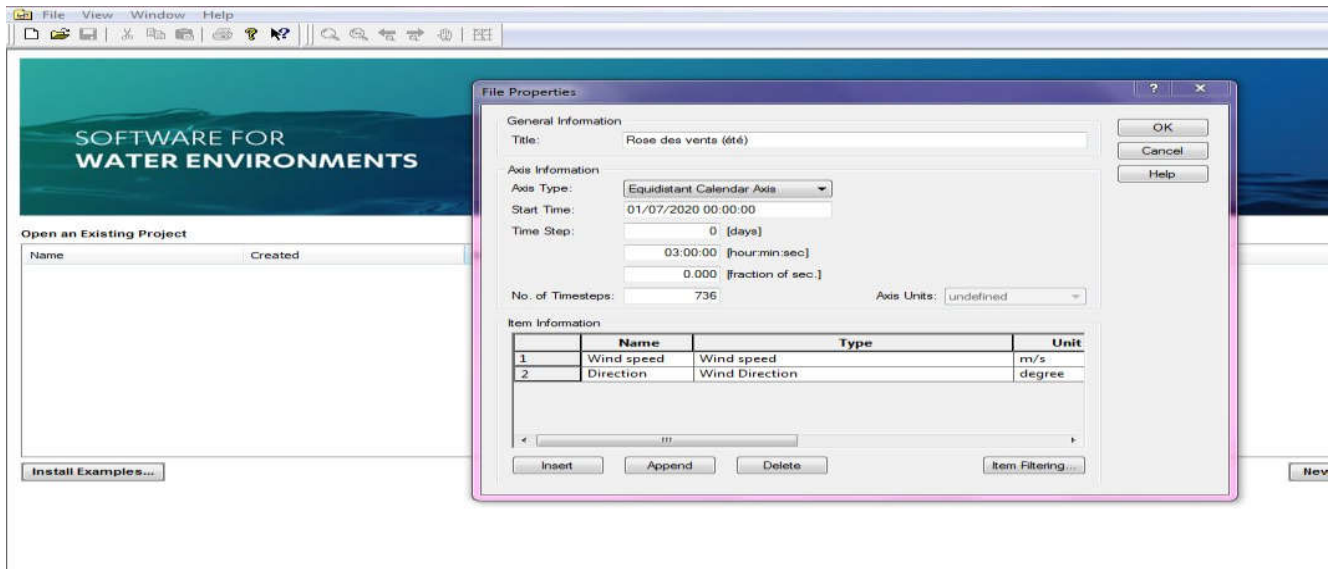 File View Window Help
SOFTWARE FOR
WATER ENVIRONMENTS
Open an Existing Project
Name Created
Install Examples...
New
File Properties
? ×
General Information
Title: Rose des vents (été)
OK
Cancel
Help
Axis Information
Axis Type: Equidistant Calendar Axis
Start Time: 01/07/2020 00:00:00
Time Step: 0 [days]
03:00:00 [hour:min:sec]
0.000 [fraction of sec.]
No. of Timesteps: 736 Axis Units: undefined
Item Information
Name Type Unit
1 Wind speed Wind speed m/s
2 Direction Wind Direction degree
Insert Append Delete Item Filtering...